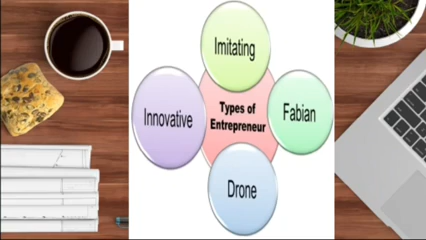 Imitating
Innovative
Types of
Entrepreneur
Fabian
Drone